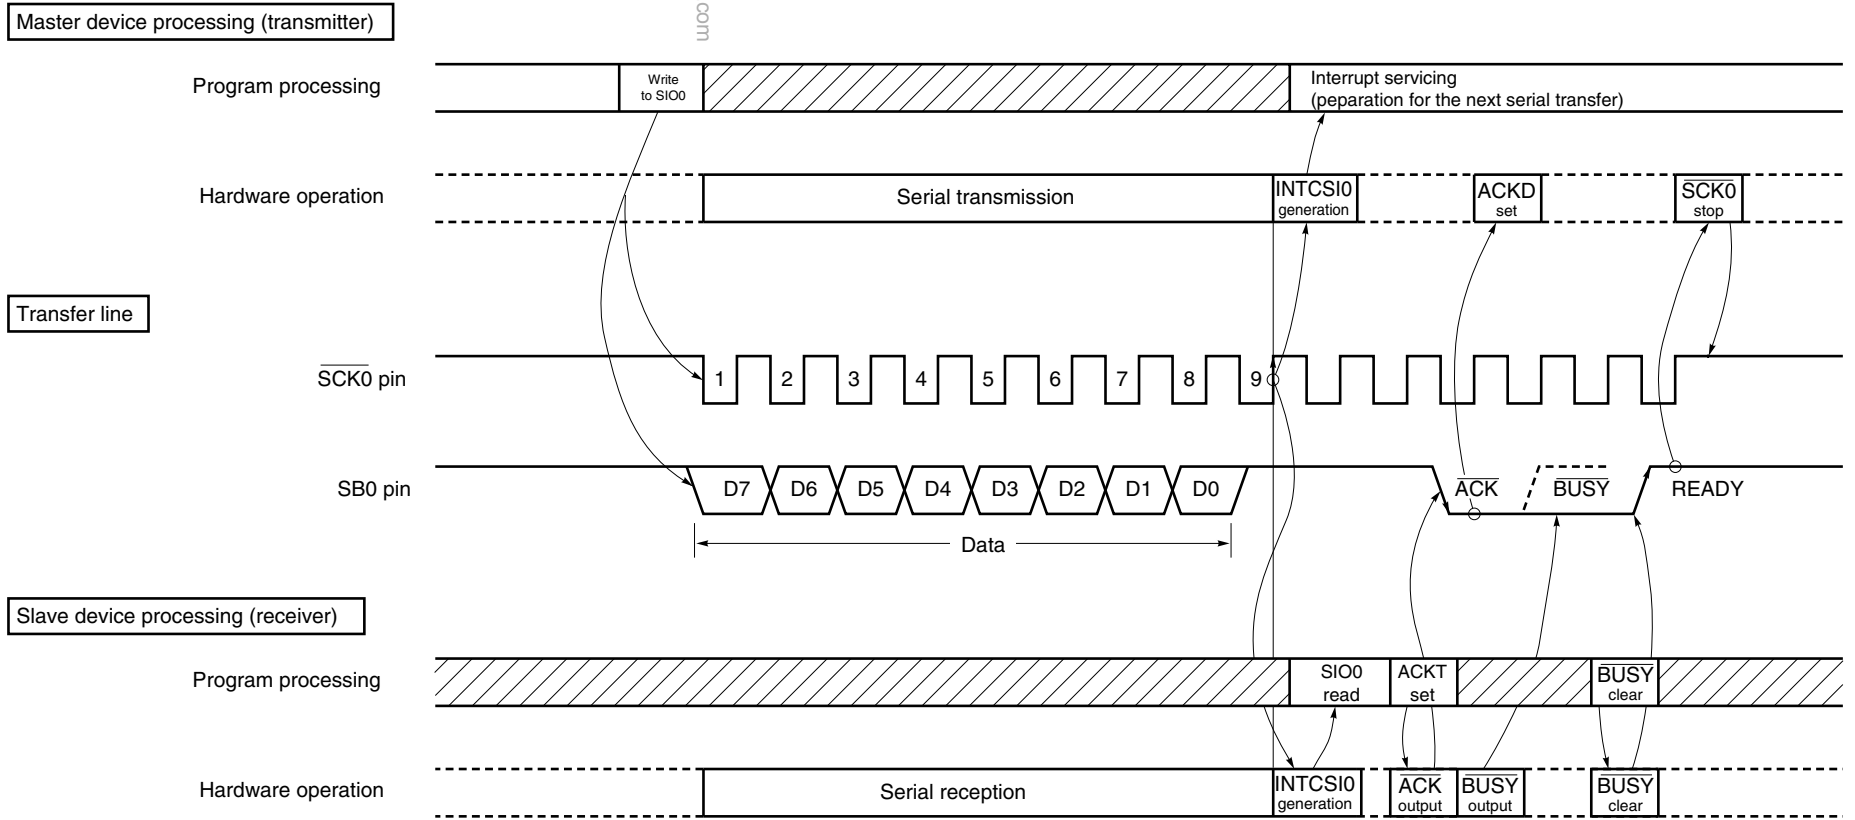 Master device processing (transmitter)
com
Program processing
Write
to SIO0
Interrupt servicing
(peparation for the next serial transfer)
Hardware operation
Serial transmission
INTCSI0
generation
ACKD
set
SCK0
stop
Transfer line
SCK0 pin
1 2 3 4 5 6 7 8 9
SB0 pin
D7 D6 D5 D4 D3 D2 D1 D0
ACK
BUSY
READY
Data
Slave device processing (receiver)
Program processing
SIO0
read
ACKT
set
BUSY
clear
Hardware operation
Serial reception
INTCSI0
generation
ACK
output
BUSY
output
BUSY
clear